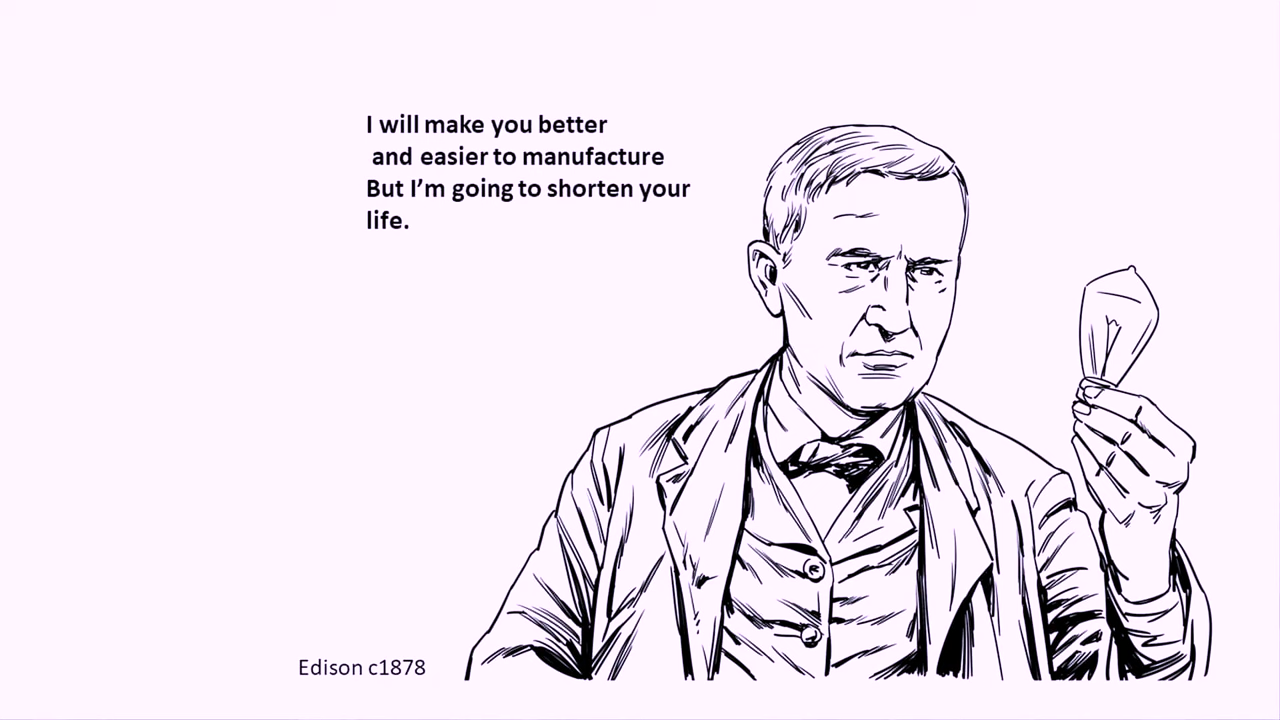 I will make you better
and easier to manufacture
But I’m going to shorten your
life.
Edison c1878